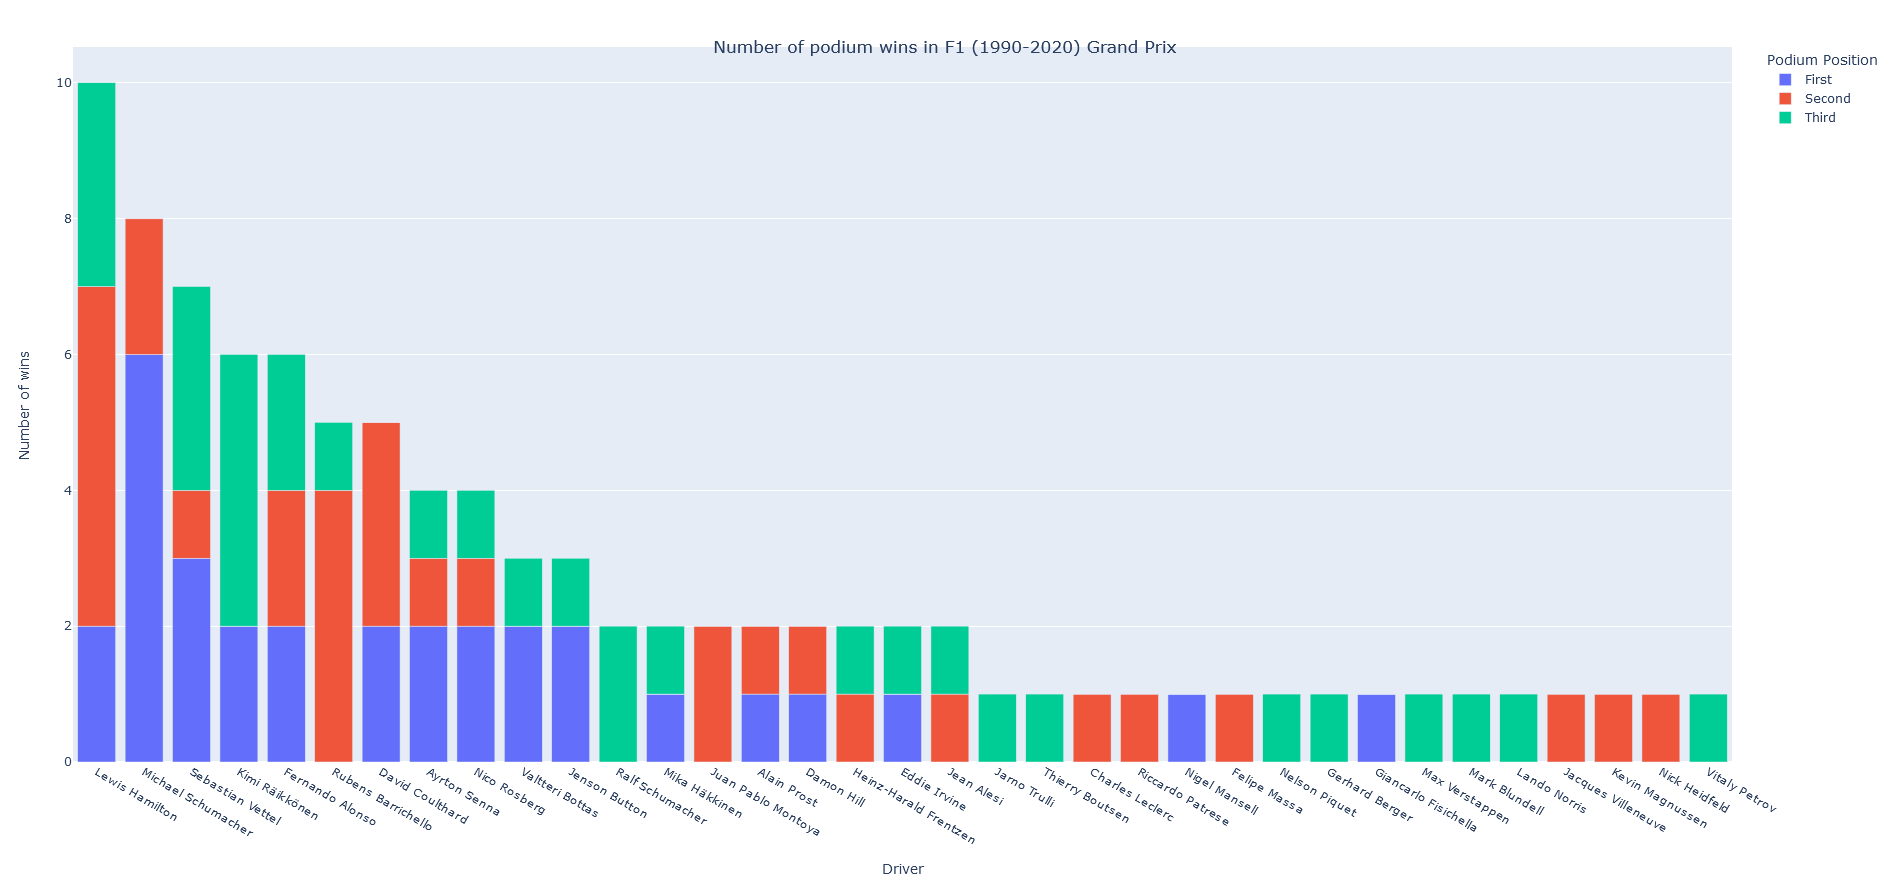 Number of podium wins in F1 (1990-2020) Grand Prix
Podium Position
First
Second
Third
Number of wins
10
8
6
4
2
0
Lewis Hamilton
Michael Schumacher
Sebastian Vettel
Kimi Räikkönen
Fernando Alonso
Rubens Barrichello
David Coulthard
Ayrton Senna
Nico Rosberg
Valtteri Bottas
Jenson Button
Ralf Schumacher
Mika Häkkinen
Juan Pablo Montoya
Alain Prost
Damon Hill
Heinz-Harald Frentzen
Eddie Irvine
Jean Alesi
Jarno Trulli
Thierry Boutsen
Charles Leclerc
Riccardo Patrese
Nigel Mansell
Felipe Massa
Nelson Piquet
Gerhard Berger
Giancarlo Fisichella
Max Verstappen
Mark Blundell
Lando Norris
Jacques Villeneuve
Kevin Magnussen
Nick Heidfeld
Vitaly Petrov
Driver